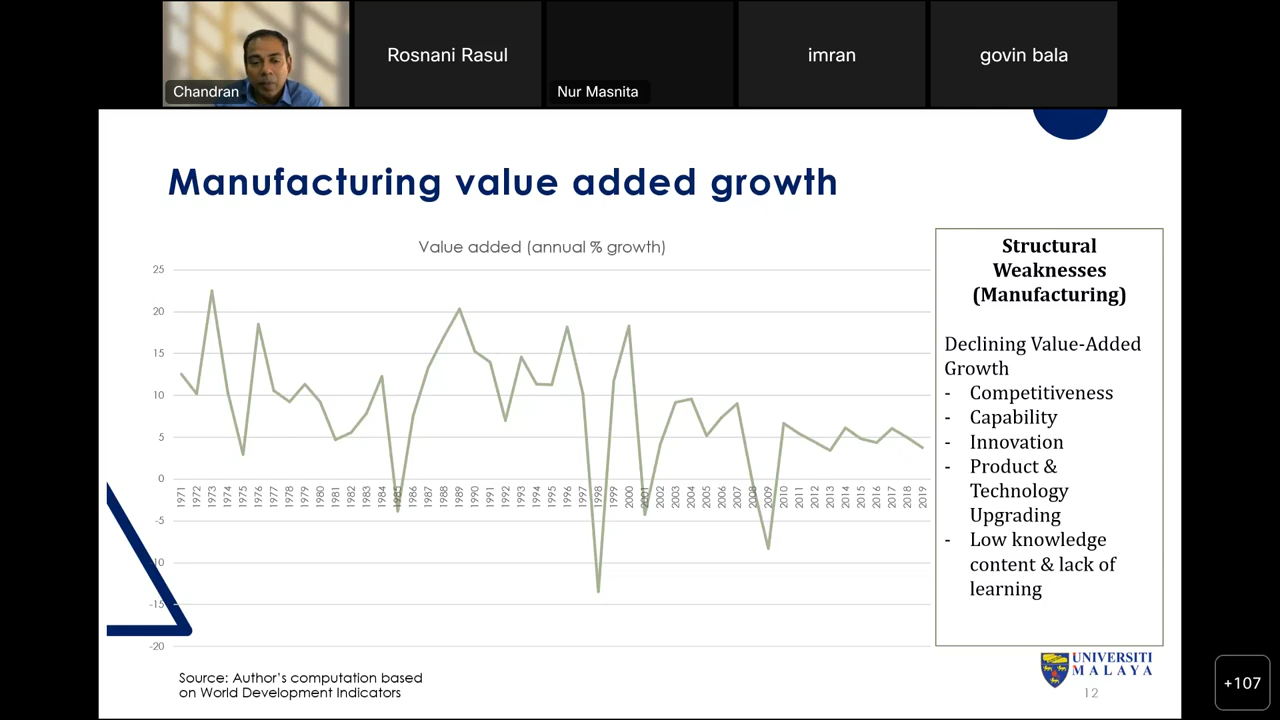 Chandran
Rosnani Rasul
Nur Masnita
imran
govin bala
Manufacturing value added growth
Value added (annual % growth)
25
20
15
10
5
0
-5
-10
-15
-20
1971 1972 1973 1974 1975 1976 1977 1978 1979 1980 1981 1982 1983 1984 1985 1986 1987 1988 1989 1990 1991 1992 1993 1994 1995 1996 1997 1998 1999 2000 2001 2002 2003 2004 2005 2006 2007 2008 2009 2010 2011 2012 2013 2014 2015 2016 2017 2018 2019
Structural
Weaknesses
(Manufacturing)
Declining Value-Added
Growth
- Competitiveness
- Capability
- Innovation
- Product &
Technology
Upgrading
- Low knowledge
content & lack of
learning
Source: Author's computation based
on World Development Indicators
UNIVERSITI
MALAYA
12
+107